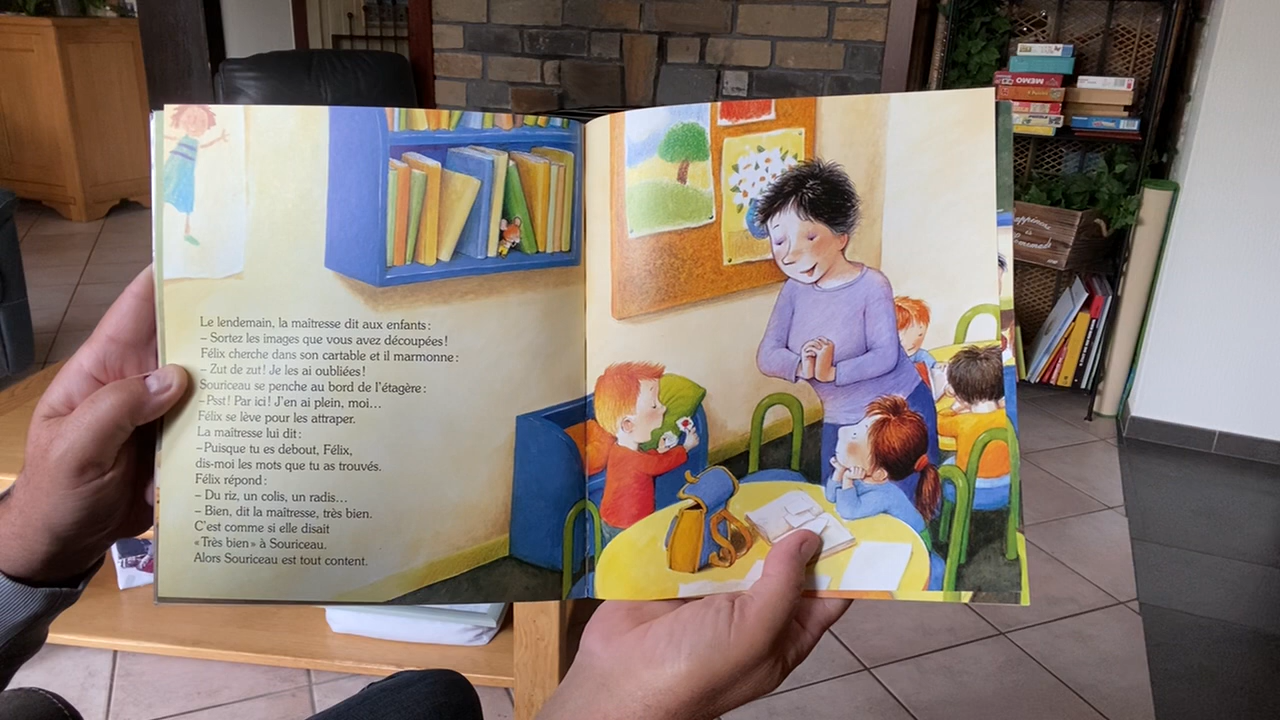 Le lendemain, la maîtresse dit aux enfants :
– Sortez les images que vous avez découpées !
Félix cherche dans son cartable et il marmonne :
– Zut de zut ! Je les ai oubliées !
Souriceau se penche au bord de l'étagère :
– Psst ! Par ici ! J'en ai plein, moi…
Félix se lève pour les attraper.
La maîtresse lui dit :
– Puisque tu es debout, Félix,
dis-moi les mots que tu as trouvés.
Félix répond :
– Du riz, un colis, un radis…
– Bien, dit la maîtresse, très bien.
C'est comme si elle disait
« Très bien » à Souriceau.
Alors Souriceau est tout content.
MEMO
happiness
is
homemade